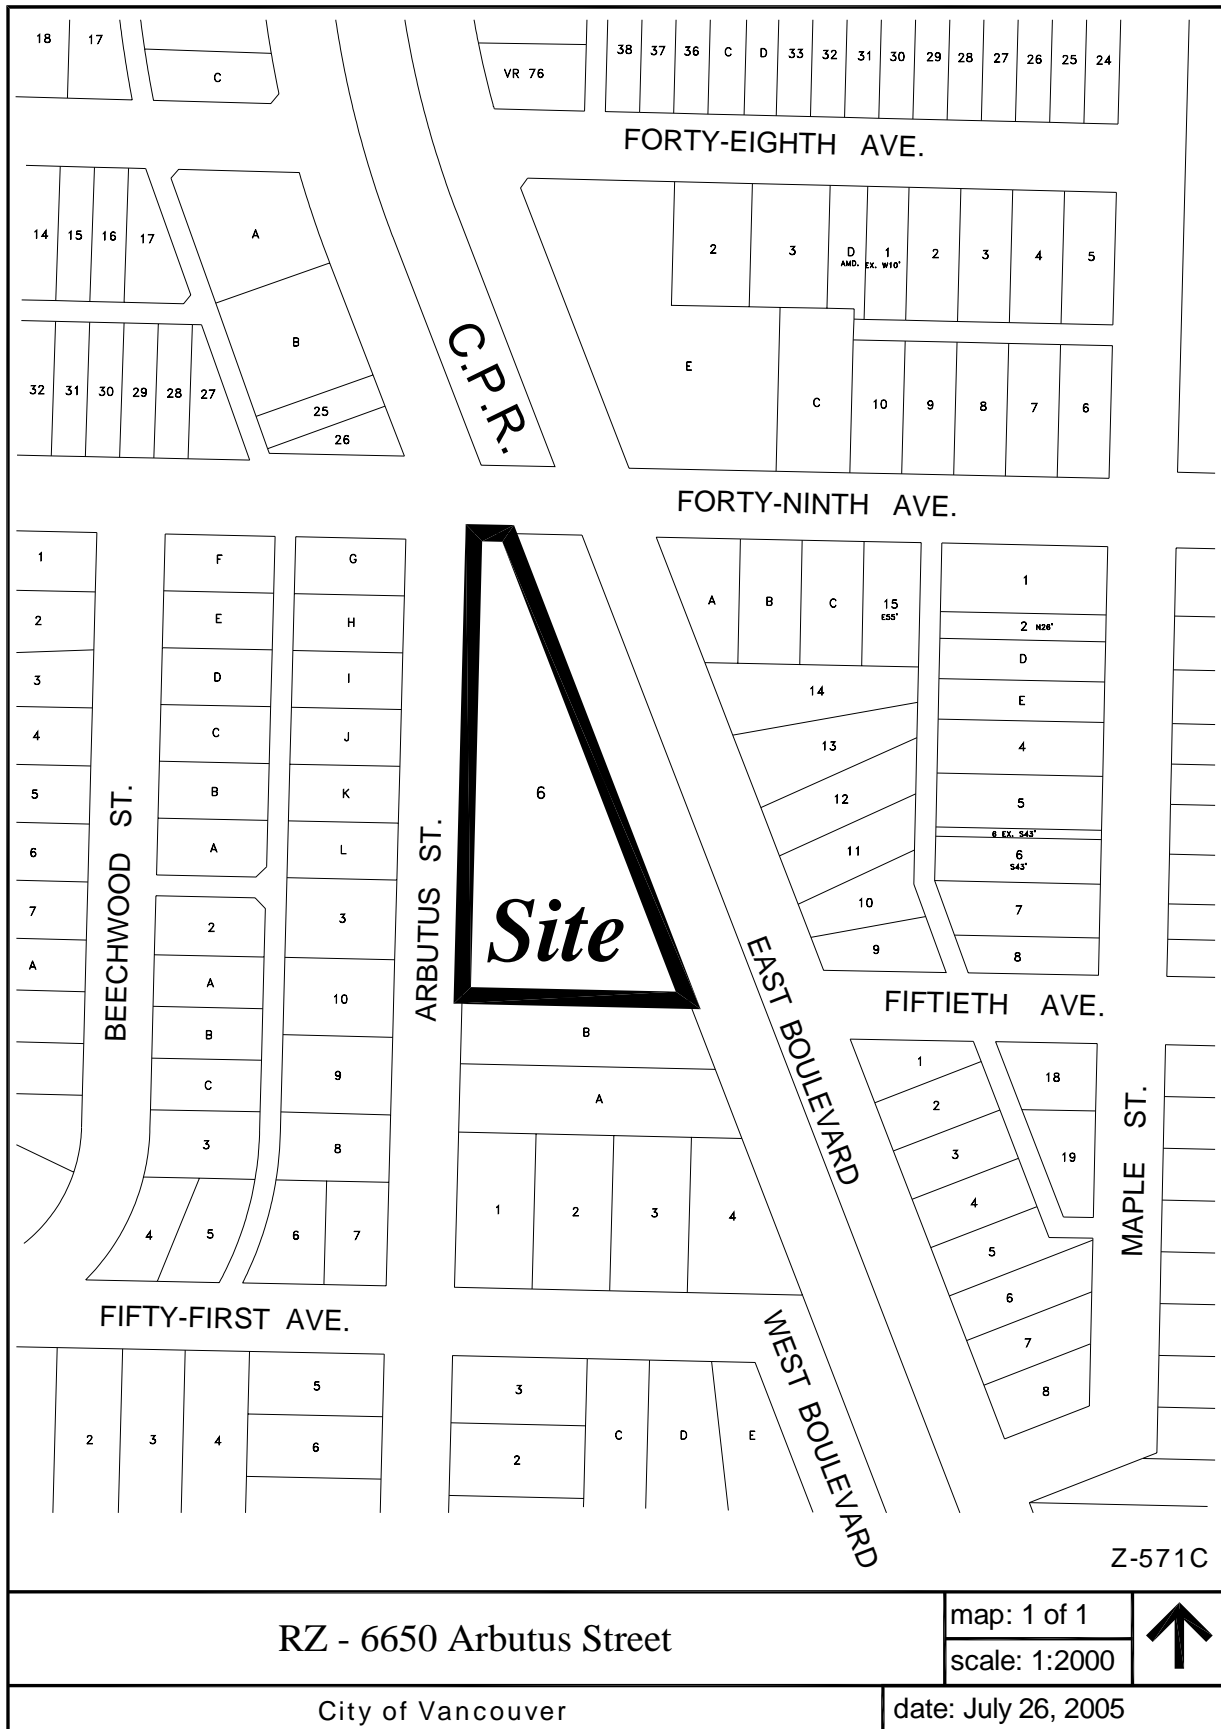 18 17
C
VR 76
38 37 36 C D 33 32 31 30 29 28 27 26 25 24
FORTY-EIGHTH AVE.
14 15 16 17
A
2 3 D 1 2 3 4 5
AMD. EX. W10'
B
C.P.R.
E
32 31 30 29 28 27
25
26
C 10 9 8 7 6
FORTY-NINTH AVE.
1
2
3
4
5
6
7
A
BEECHWOOD ST.
F
E
D
C
B
A
2
A
B
C
3
4 5
G
H
I
J
K
L
3
10
9
8
6 7
ARBUTUS ST.
6
Site
B
A
1 2 3 4
A B C 15
E55'
14
13
12
11
10
9
1
2 N26'
D
E
4
5
6 EX. S43'
6
S43'
7
8
EAST BOULEVARD
FIFTIETH AVE.
1
2
3
4
5
6
7
8
18
19
MAPLE ST.
FIFTY-FIRST AVE.
WEST BOULEVARD
2 3 4
5
6
3
2
C D E
Z-571C
RZ - 6650 Arbutus Street
map: 1 of 1
scale: 1:2000
City of Vancouver
date: July 26, 2005